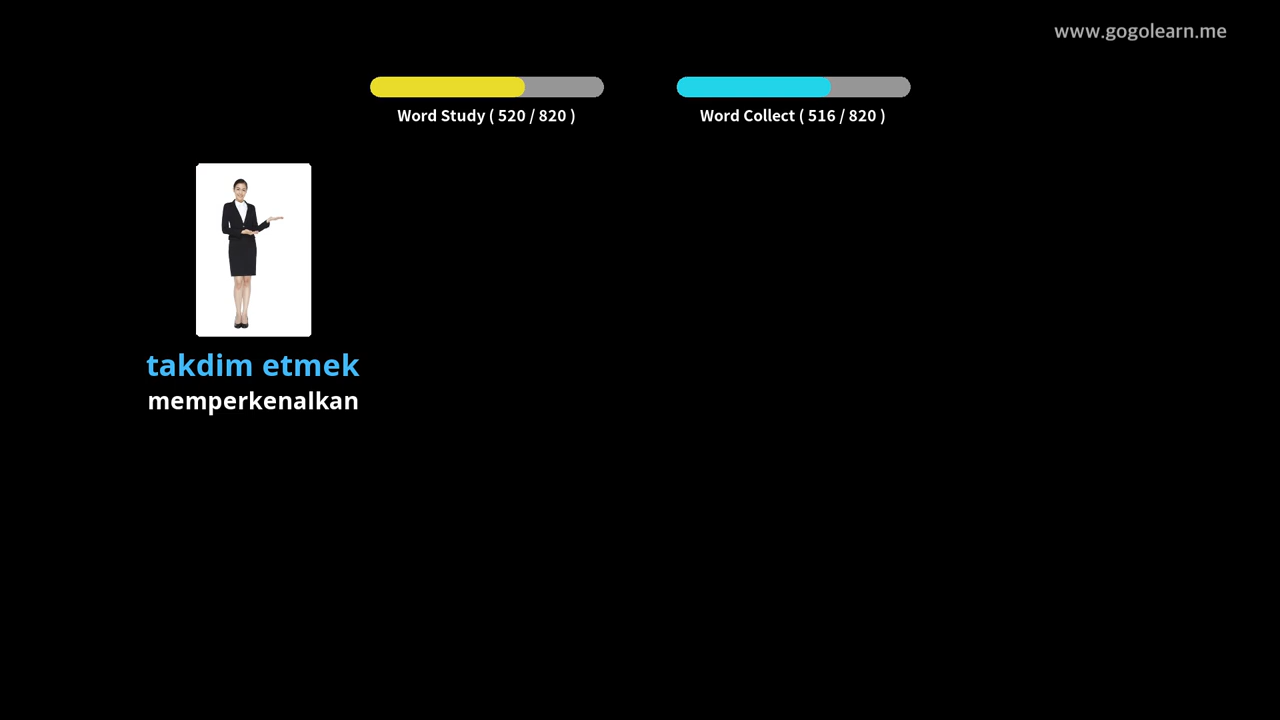 www.gogolearn.me
Word Study ( 520 / 820 )
Word Collect ( 516 / 820 )
takdim etmek
memperkenalkan